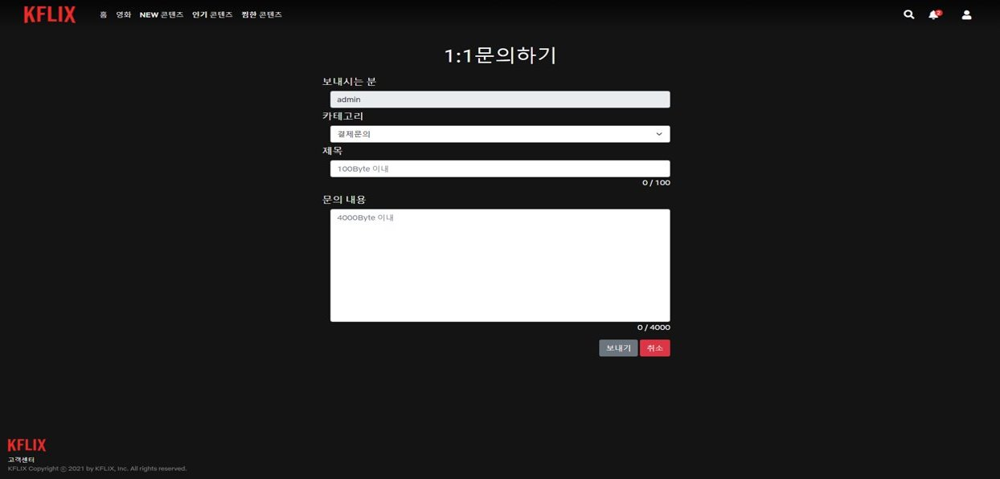 KFLIX 홈 영화 NEW 콘텐츠 인기 콘텐츠 찜한 콘텐츠 2
1:1문의하기
보내시는 분
admin
카테고리
결제문의
제목
100Byte 이내
0 / 100
문의 내용
4000Byte 이내
0 / 4000
보내기 취소
KFLIX
고객센터
KFLIX Copyright ⓒ 2021 by KFLIX, Inc. All rights reserved.